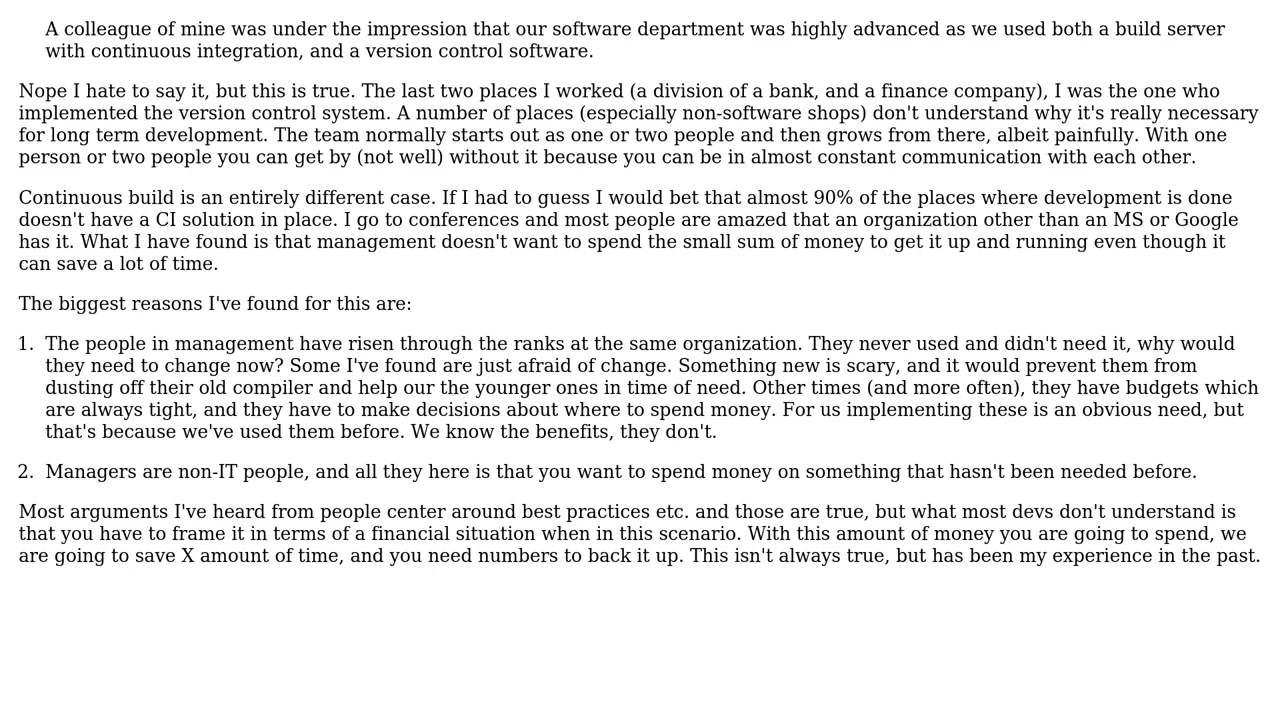 A colleague of mine was under the impression that our software department was highly advanced as we used both a build server
with continuous integration, and a version control software.
Nope I hate to say it, but this is true. The last two places I worked (a division of a bank, and a finance company), I was the one who
implemented the version control system. A number of places (especially non-software shops) don't understand why it's really necessary
for long term development. The team normally starts out as one or two people and then grows from there, albeit painfully. With one
person or two people you can get by (not well) without it because you can be in almost constant communication with each other.
Continuous build is an entirely different case. If I had to guess I would bet that almost 90% of the places where development is done
doesn't have a CI solution in place. I go to conferences and most people are amazed that an organization other than an MS or Google
has it. What I have found is that management doesn't want to spend the small sum of money to get it up and running even though it
can save a lot of time.
The biggest reasons I've found for this are:
1. The people in management have risen through the ranks at the same organization. They never used and didn't need it, why would
they need to change now? Some I've found are just afraid of change. Something new is scary, and it would prevent them from
dusting off their old compiler and help our the younger ones in time of need. Other times (and more often), they have budgets which
are always tight, and they have to make decisions about where to spend money. For us implementing these is an obvious need, but
that's because we've used them before. We know the benefits, they don't.
2. Managers are non-IT people, and all they here is that you want to spend money on something that hasn't been needed before.
Most arguments I've heard from people center around best practices etc. and those are true, but what most devs don't understand is
that you have to frame it in terms of a financial situation when in this scenario. With this amount of money you are going to spend, we
are going to save X amount of time, and you need numbers to back it up. This isn't always true, but has been my experience in the past.